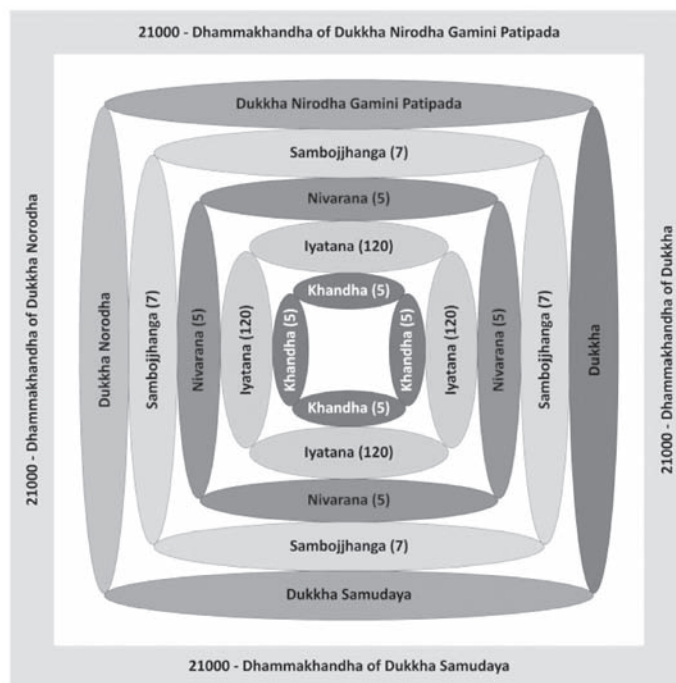 21000 - Dhammakhandha of Dukkha Nirodha Gamini Patipada
Dukkha Nirodha Gamini Patipada
Sambojjhanga (7)
Nivarana (5)
Iyatana (120)
Khandha (5)
21000 - Dhammakhandha of Dukkha Norodha
Dukkha Norodha
Sambojjhanga (7)
Nivarana (5)
Iyatana (120)
Khandha (5)
Khandha (5)
Iyatana (120)
Nivarana (5)
Sambojjhanga (7)
Dukkha
21000 - Dhammakhandha of Dukkha
Khandha (5)
Iyatana (120)
Nivarana (5)
Sambojjhanga (7)
Dukkha Samudaya
21000 - Dhammakhandha of Dukkha Samudaya